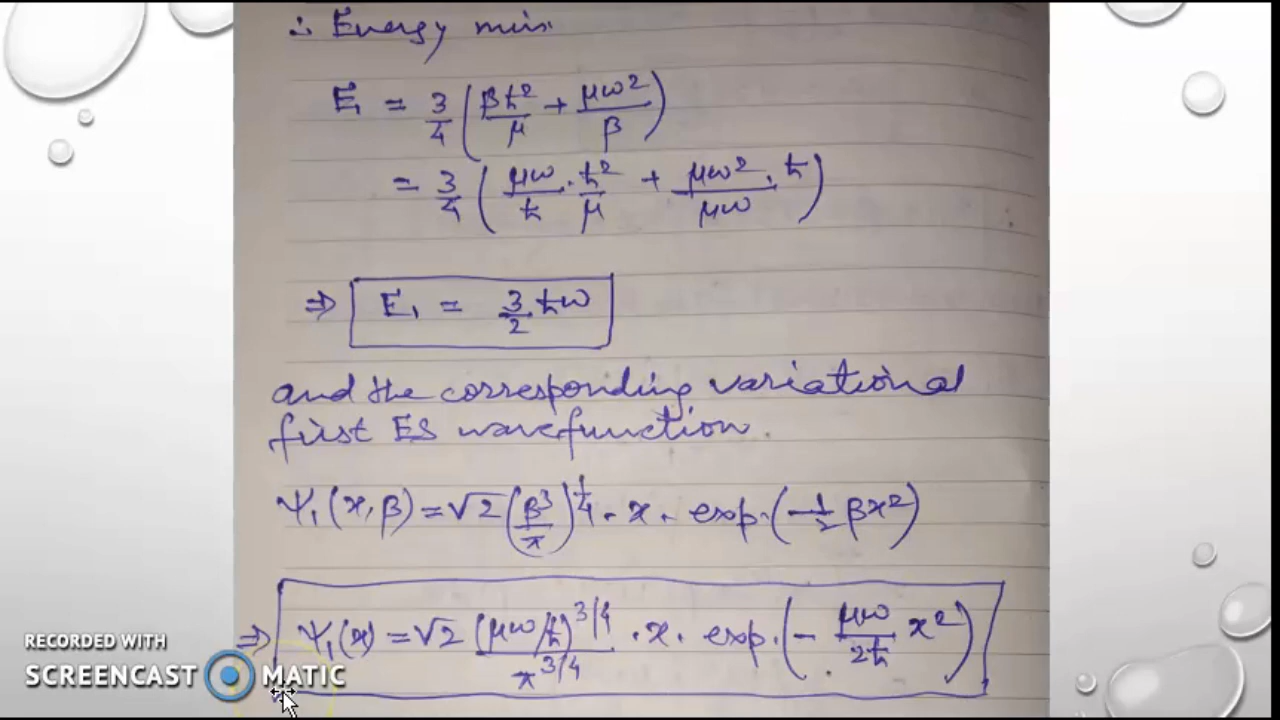 ∴ Energy min
E₁ = 3/4 (βħ²/μ + μω²/β)
= 3/4 (μω/ħ · ħ²/μ + μω²/μω · ħ)
⇒ E₁ = 3/2 ħω
and the corresponding variational
first ES wavefunction.
Ψ₁(x,β) = √2 (β³/π)^1/4 · x · exp·(-1/2 βx²)
⇒ Ψ₁(x) = √2 (μω/ħ)^3/4 / π^3/4 · x · exp·(- μω/2ħ x²)
RECORDED WITH
SCREENCAST MATIC